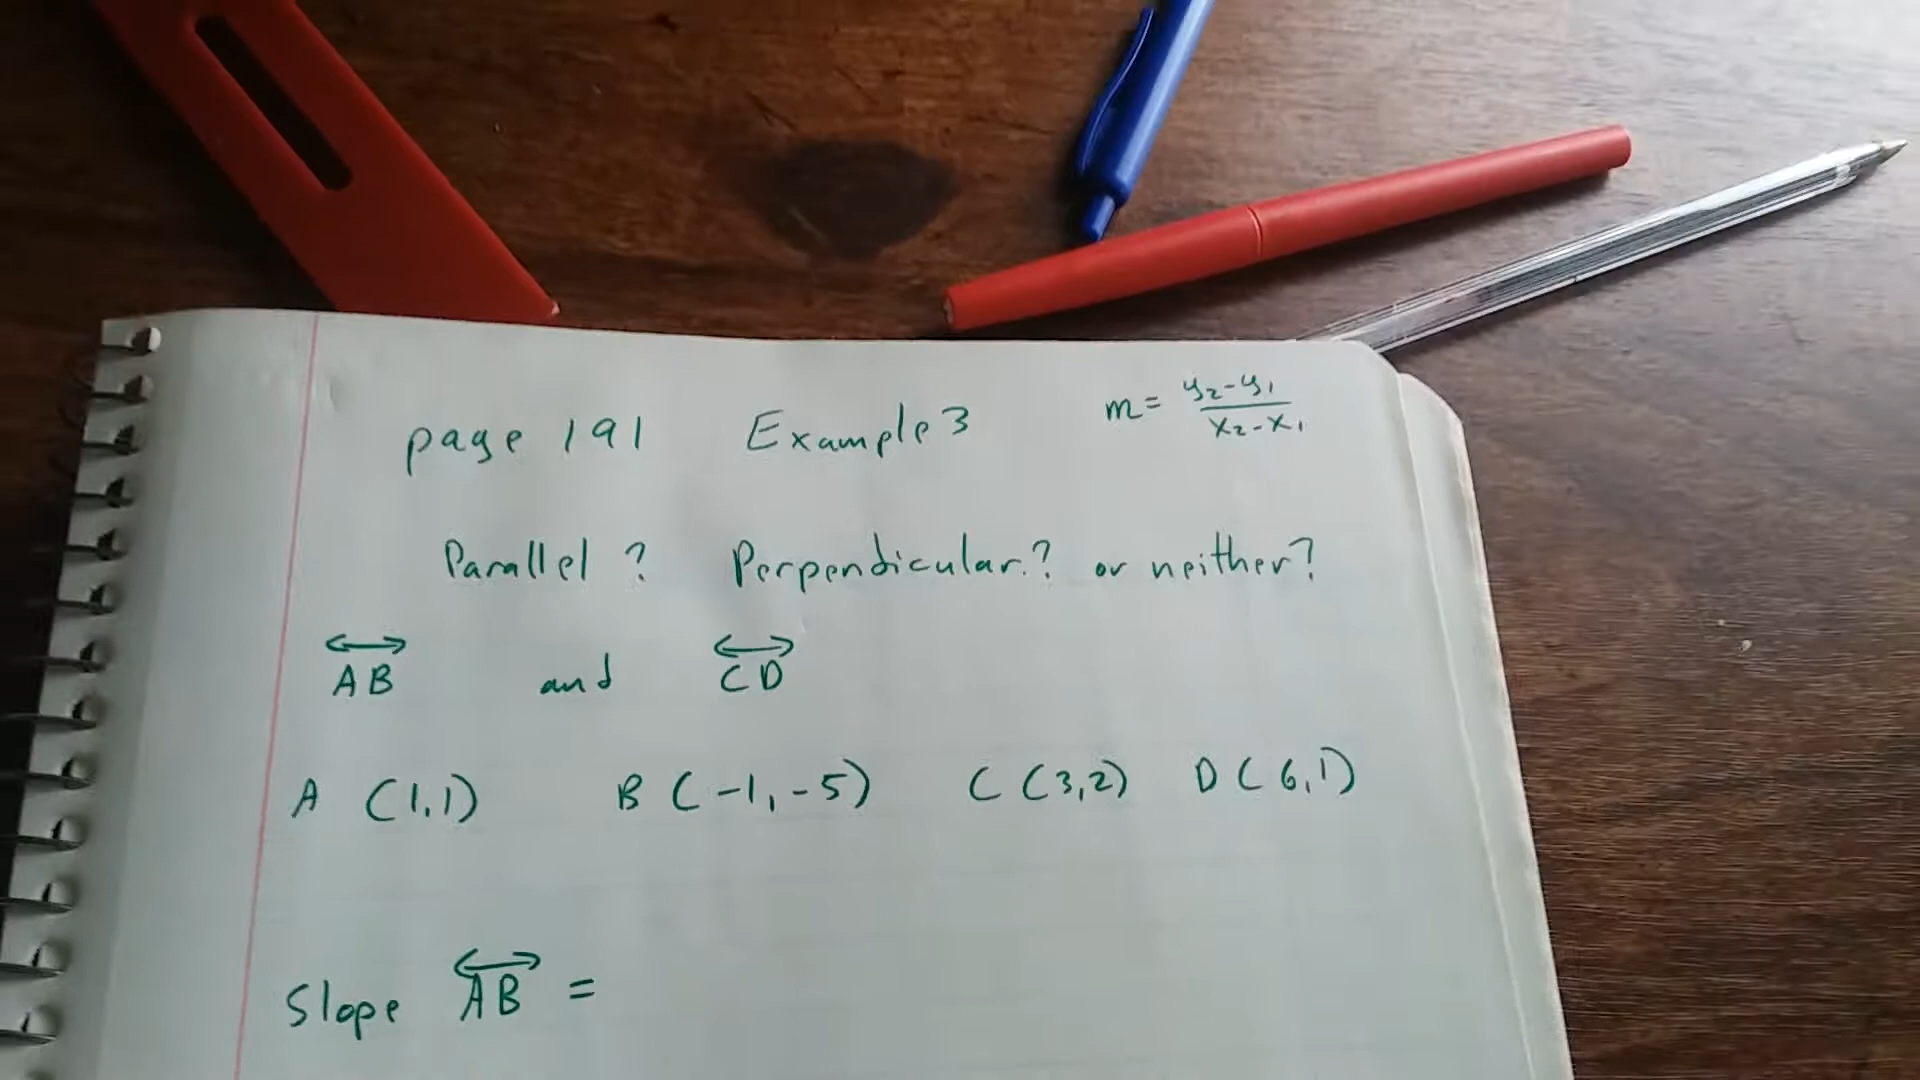 page 191 Example 3 m = y₂-y₁ / x₂-x₁
Parallel? Perpendicular.? or neither?
AB and CD
A (1,1) B (-1,-5) C (3,2) D (6,1)
Slope AB =